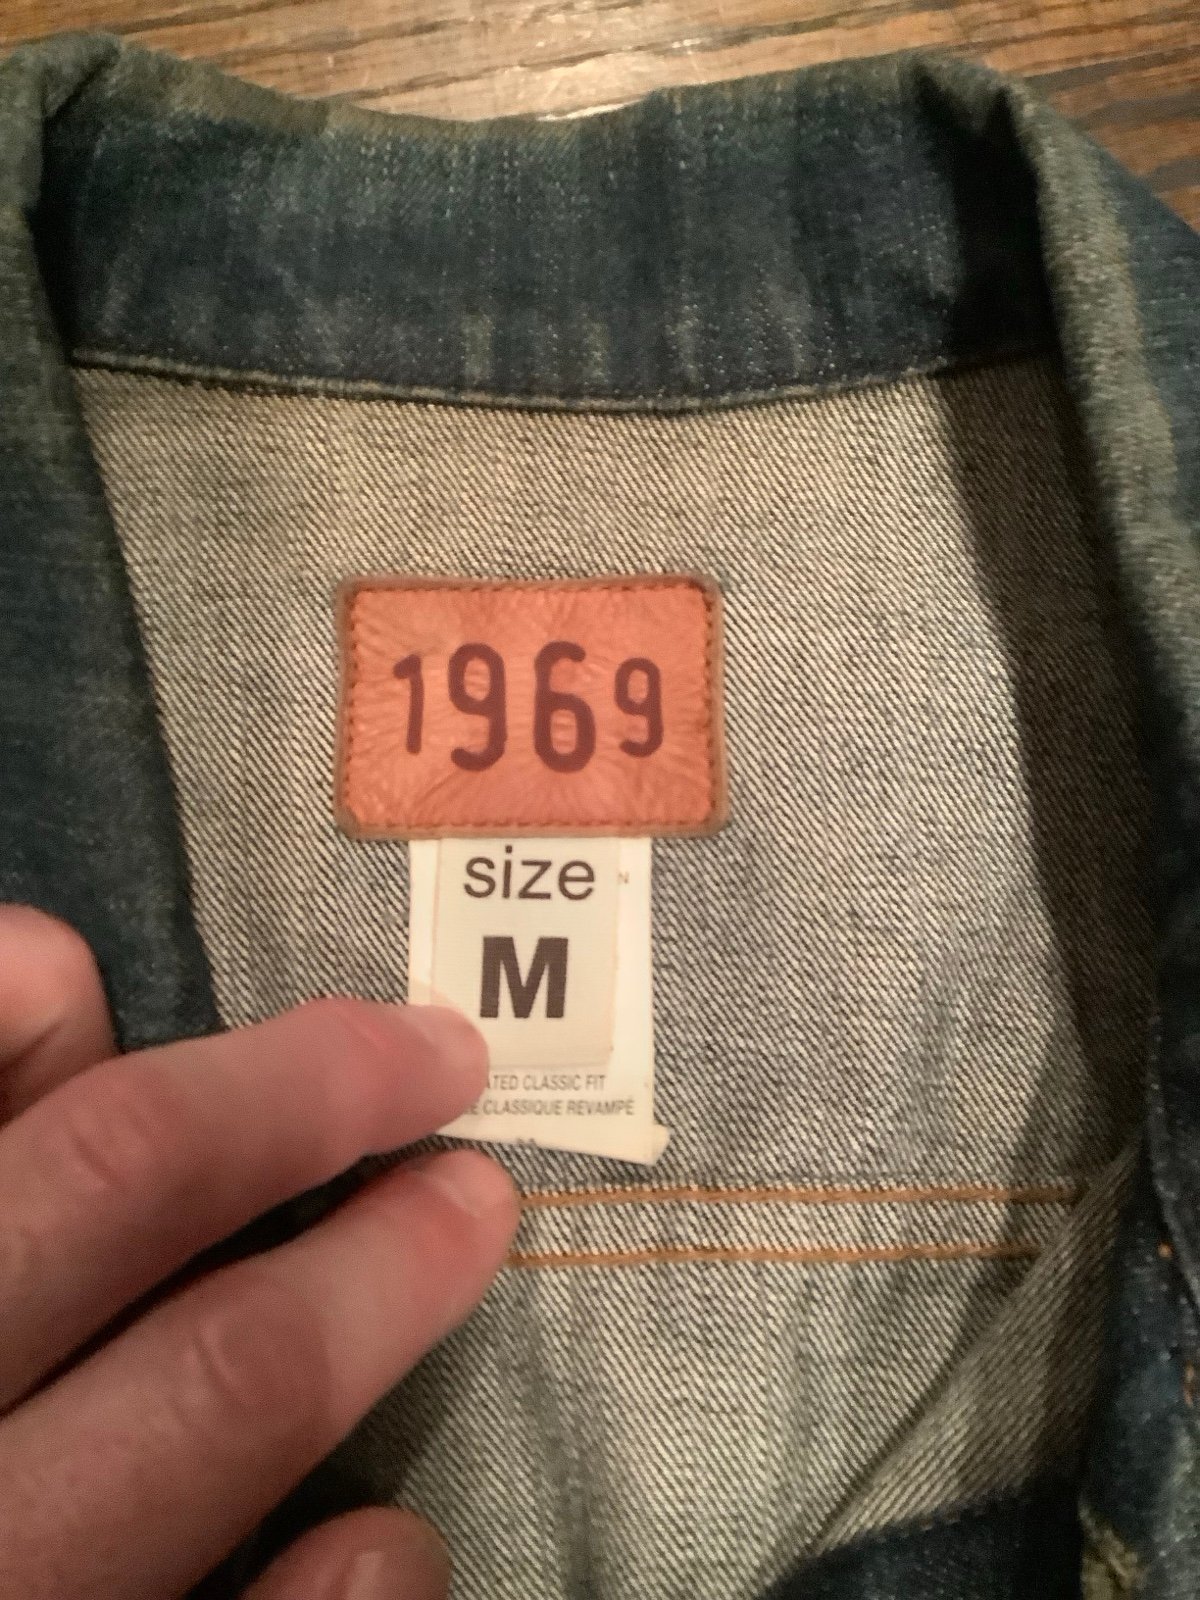 1969
size
N
M
CLASSIC FIT
CLASSIQUE REVAMPÉ